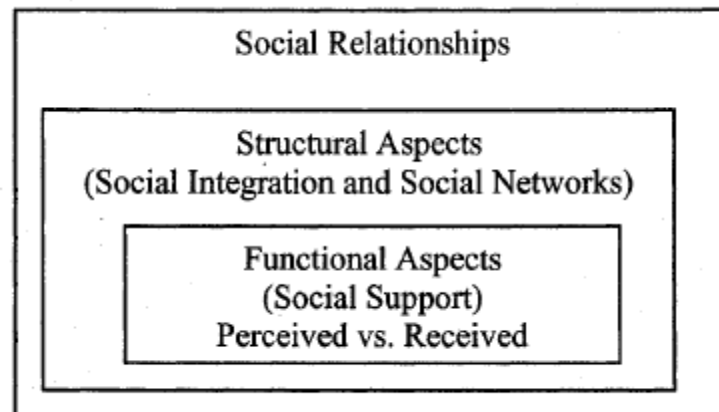 Social Relationships
Structural Aspects
(Social Integration and Social Networks)
Functional Aspects
(Social Support)
Perceived vs. Received